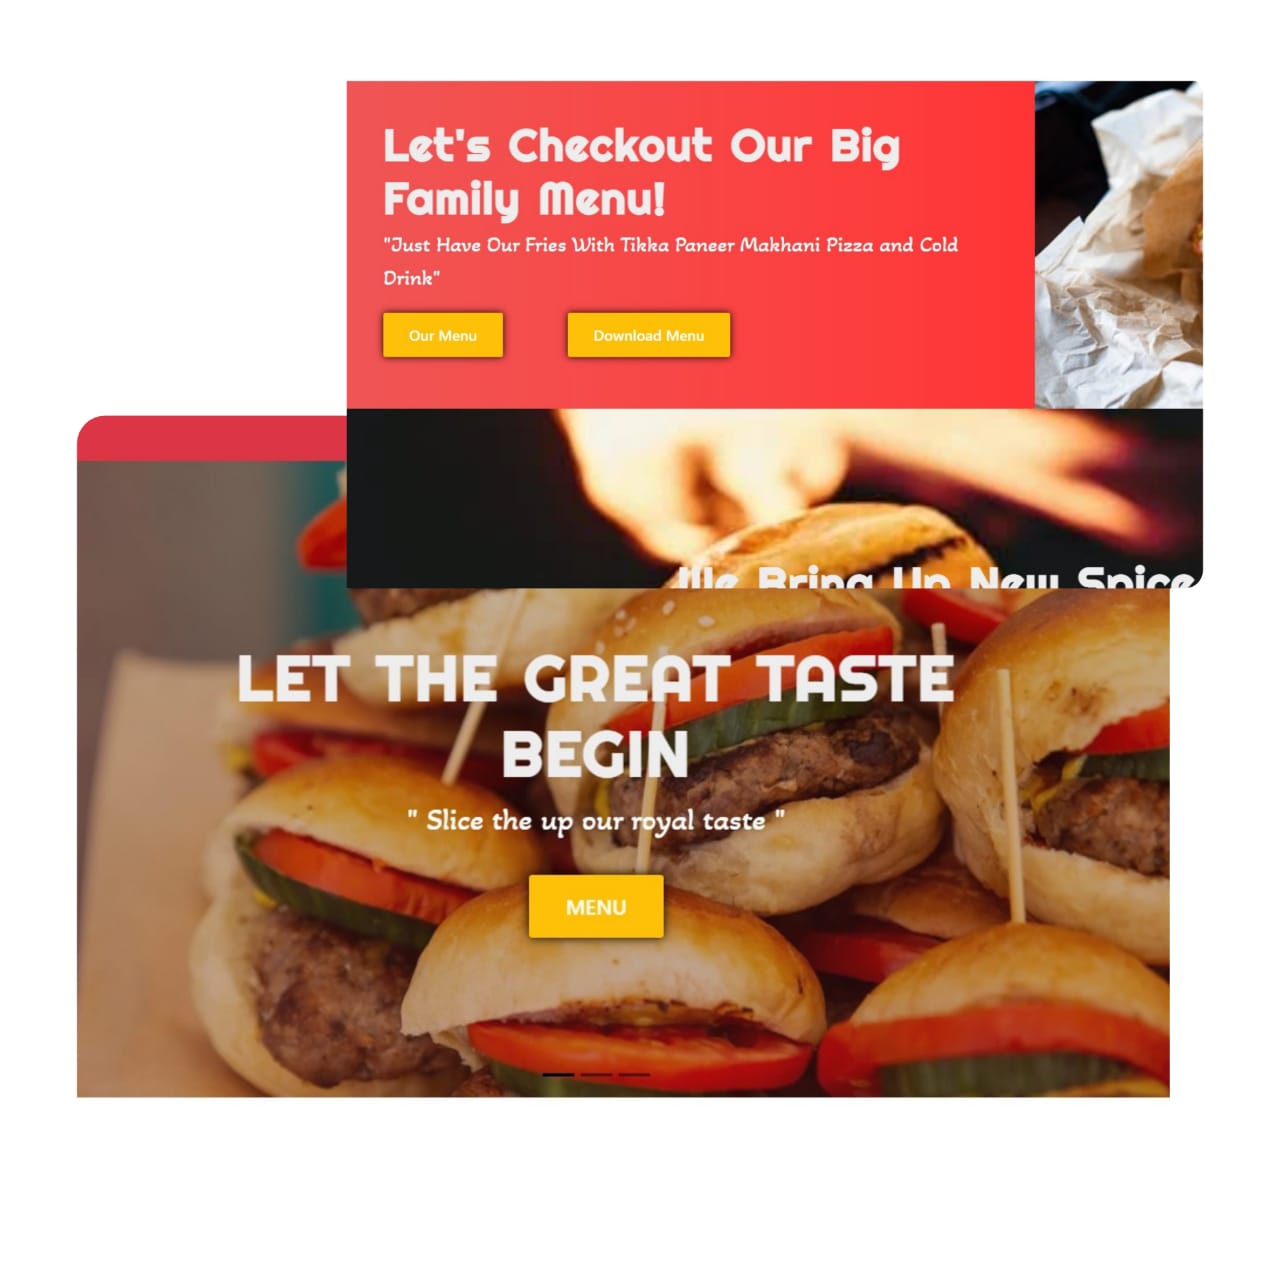 Let's Checkout Our Big
Family Menu!
"Just Have Our Fries With Tikka Paneer Makhani Pizza and Cold
Drink"
Our Menu
Download Menu
We Bring Up New Spice
LET THE GREAT TASTE
BEGIN
" Slice the up our royal taste "
MENU